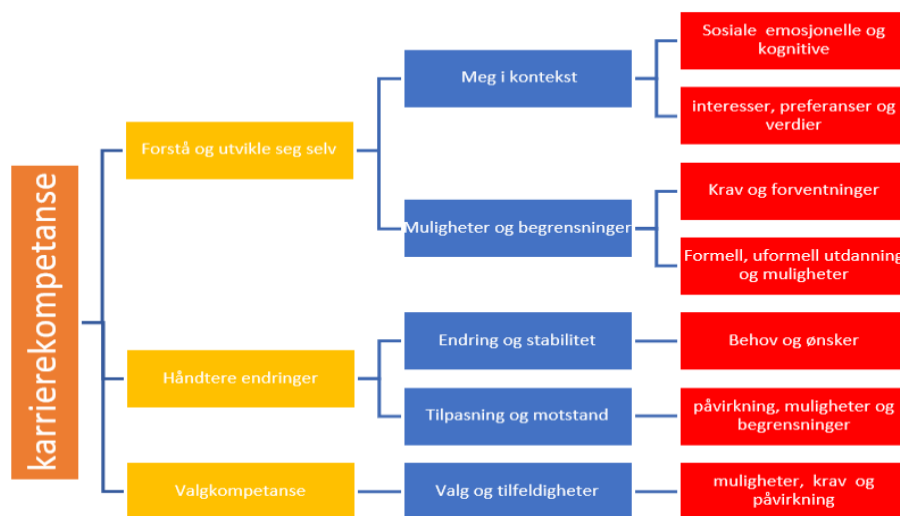 karrierekompetanse
Forstå og utvikle seg selv
Meg i kontekst
Sosiale emosjonelle og
kognitive
interesser, preferanser og
verdier
Muligheter og begrensninger
Krav og forventninger
Formell, uformell utdanning
og muligheter
Håndtere endringer
Endring og stabilitet
Behov og ønsker
Tilpasning og motstand
påvirkning, muligheter og
begrensninger
Valgkompetanse
Valg og tilfeldigheter
muligheter, krav og
påvirkning